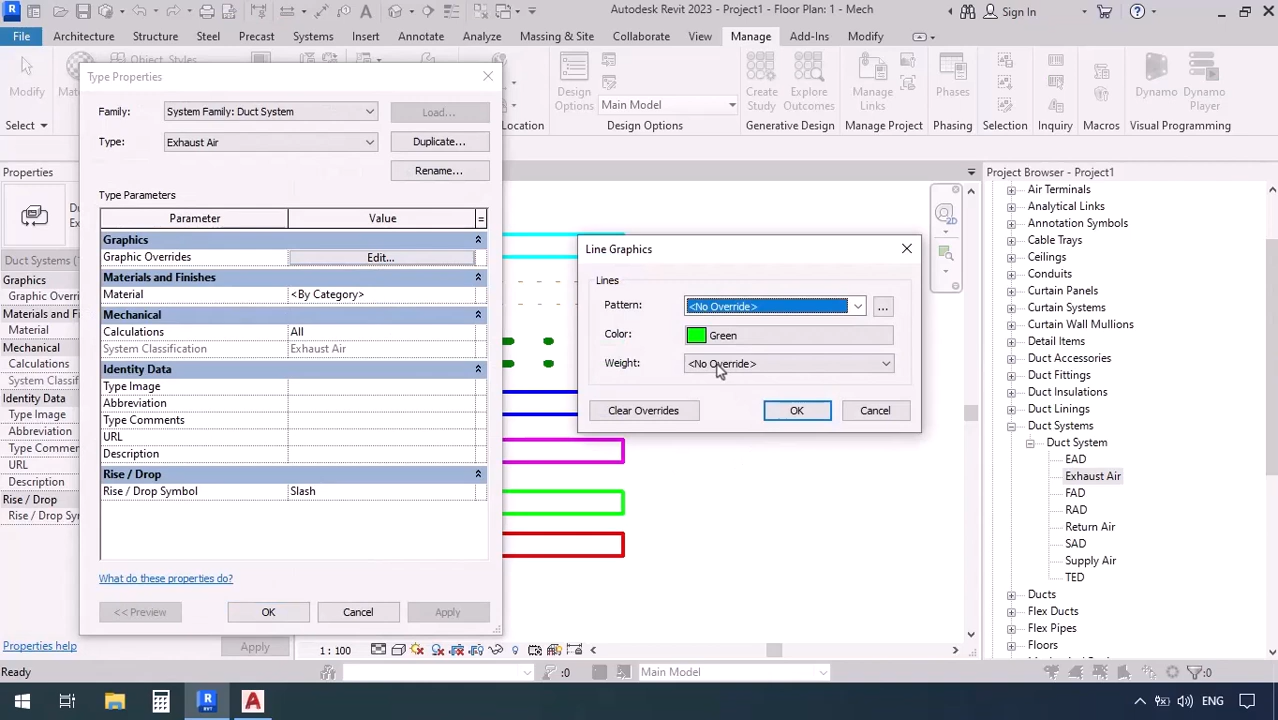 Autodesk Revit 2023 - Project1 - Floor Plan: 1 - Mech
Sign In
File
Architecture
Structure
Steel
Precast
Systems
Insert
Annotate
Analyze
Massing & Site
Collaborate
View
Manage
Add-Ins
Modify
Modify
Object Styles
Design
Options
Main Model
Create
Study
Explore
Outcomes
Manage
Links
Phases
Dynamo
Dynamo
Player
Select
Location
Design Options
Generative Design
Manage Project
Phasing
Selection
Inquiry
Macros
Visual Programming
Properties
Du
Ex
Duct Systems (
Graphics
Graphic Overri
Materials and Fi
Material
Mechanical
Calculations
System Classif
Identity Data
Type Image
Abbreviation
Type Comme
URL
Description
Rise / Drop
Rise / Drop Sy
Properties help
Apply
Type Properties
Family:
System Family: Duct System
Load...
Type:
Exhaust Air
Duplicate...
Rename...
Type Parameters
Parameter
Value
=
Graphics
Graphic Overrides
Edit...
Materials and Finishes
Material
<By Category>
Mechanical
Calculations
All
System Classification
Exhaust Air
Identity Data
Type Image
Abbreviation
Type Comments
URL
Description
Rise / Drop
Rise / Drop Symbol
Slash
What do these properties do?
<< Preview
OK
Cancel
Apply
Line Graphics
Lines
Pattern:
<No Override>
...
Color:
Green
Weight:
<No Override>
Clear Overrides
OK
Cancel
2D
Project Browser - Project1
Air Terminals
Analytical Links
Annotation Symbols
Cable Trays
Ceilings
Conduits
Curtain Panels
Curtain Systems
Curtain Wall Mullions
Detail Items
Duct Accessories
Duct Fittings
Duct Insulations
Duct Linings
Duct Systems
Duct System
EAD
Exhaust Air
FAD
RAD
Return Air
SAD
Supply Air
TED
Ducts
Flex Ducts
Flex Pipes
Floors
1 : 100
Ready
:0
Main Model
:0
ENG